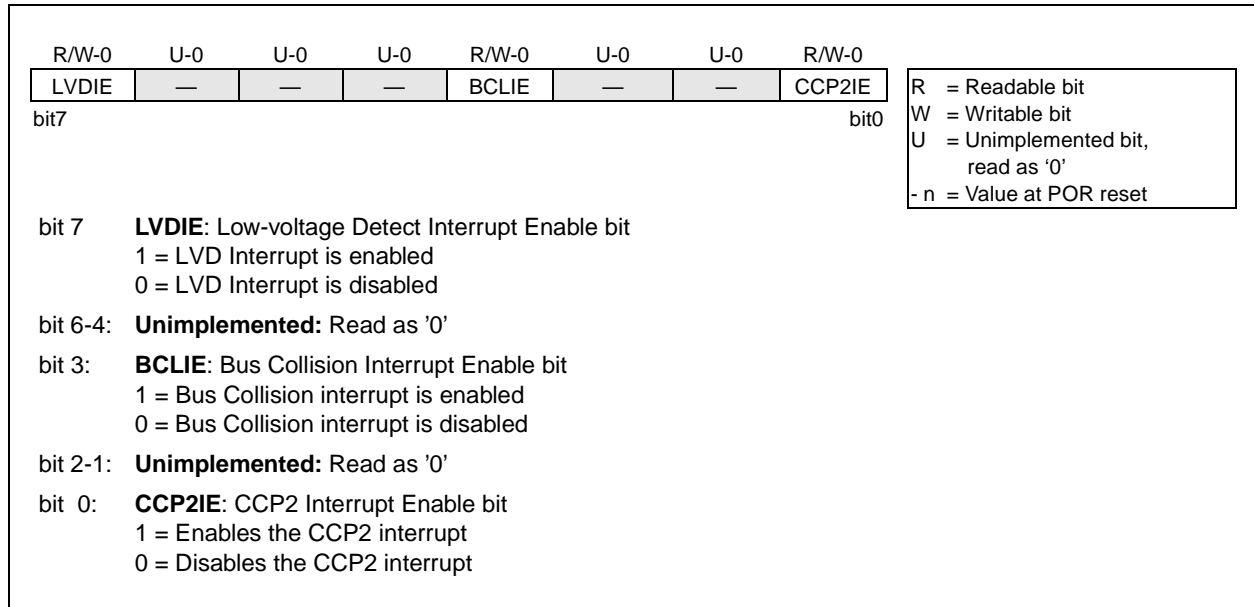 R/W-0 U-0 U-0 U-0 R/W-0 U-0 U-0 R/W-0
LVDIE — — — BCLIE — — CCP2IE
bit7 bit0
R = Readable bit
W = Writable bit
U = Unimplemented bit,
read as ‘0’
- n = Value at POR reset
bit 7 LVDIE: Low-voltage Detect Interrupt Enable bit
1 = LVD Interrupt is enabled
0 = LVD Interrupt is disabled
bit 6-4: Unimplemented: Read as '0'
bit 3: BCLIE: Bus Collision Interrupt Enable bit
1 = Bus Collision interrupt is enabled
0 = Bus Collision interrupt is disabled
bit 2-1: Unimplemented: Read as '0'
bit 0: CCP2IE: CCP2 Interrupt Enable bit
1 = Enables the CCP2 interrupt
0 = Disables the CCP2 interrupt